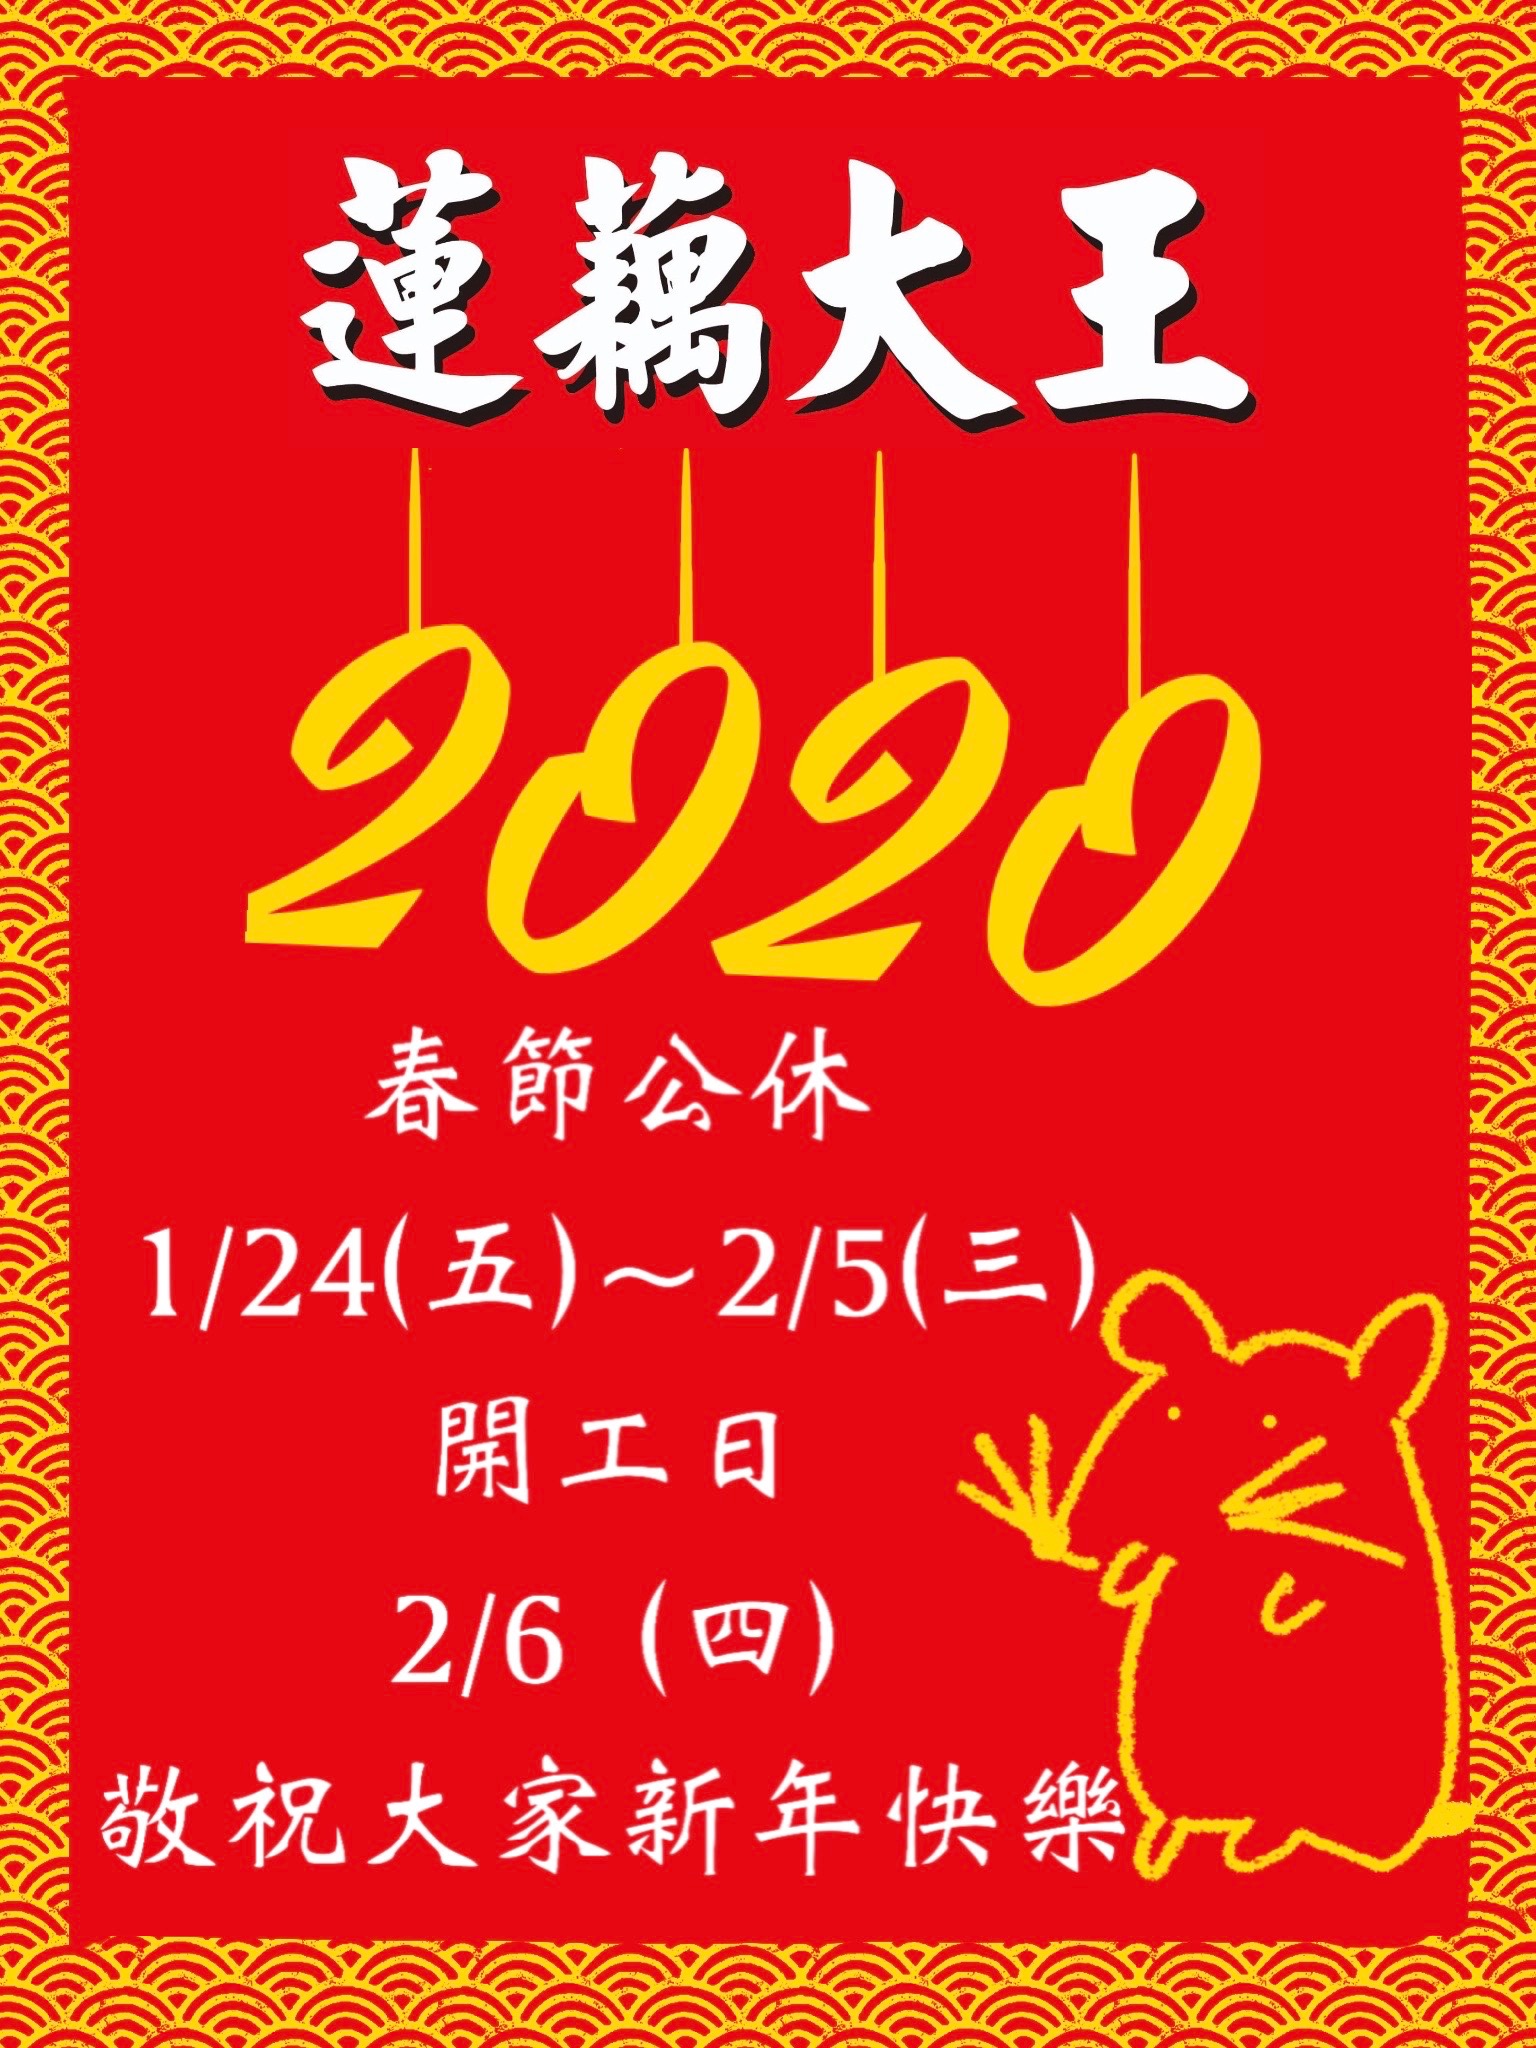 蓮藕大王
2020
春節公休
1/24(五)~2/5(三)
開工日
2/6 (四)
敬祝大家新年快樂